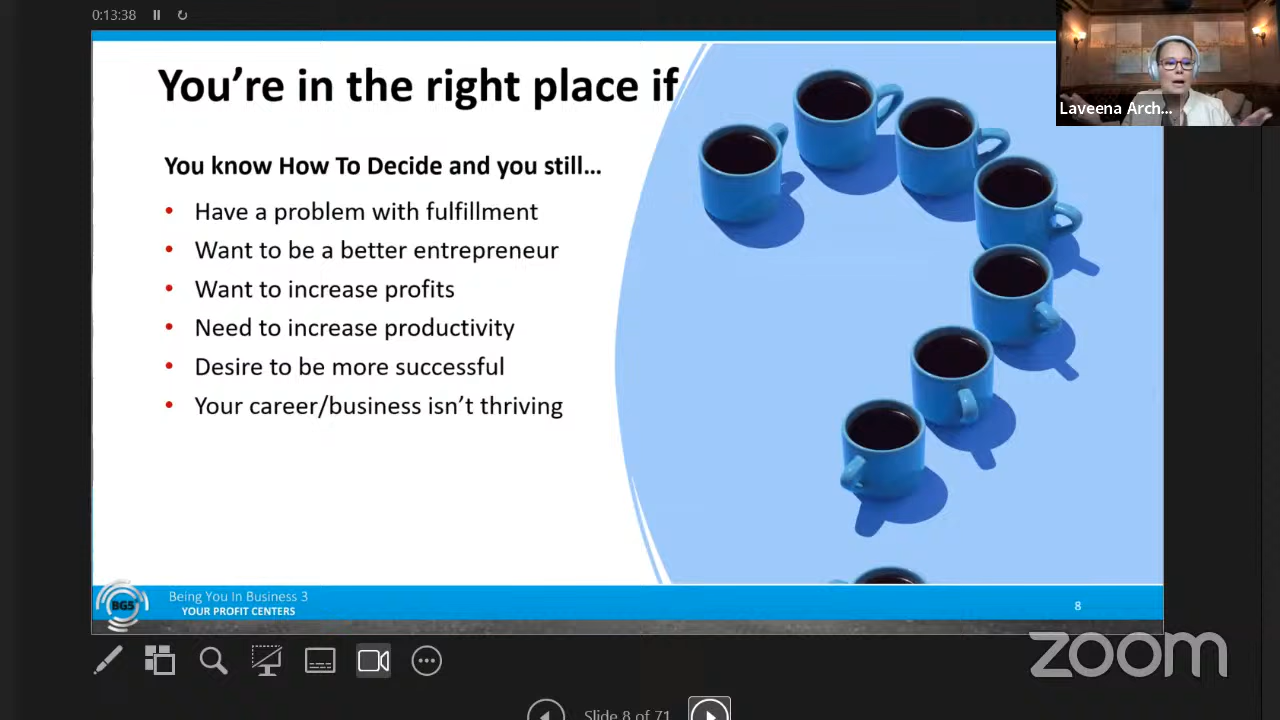 0:13:38
You're in the right place if
Laveena Arch...
You know How To Decide and you still...
• Have a problem with fulfillment
• Want to be a better entrepreneur
• Want to increase profits
• Need to increase productivity
• Desire to be more successful
• Your career/business isn't thriving
BG5
Being You In Business 3
YOUR PROFIT CENTERS
8
zoom
Slide 8 of 71